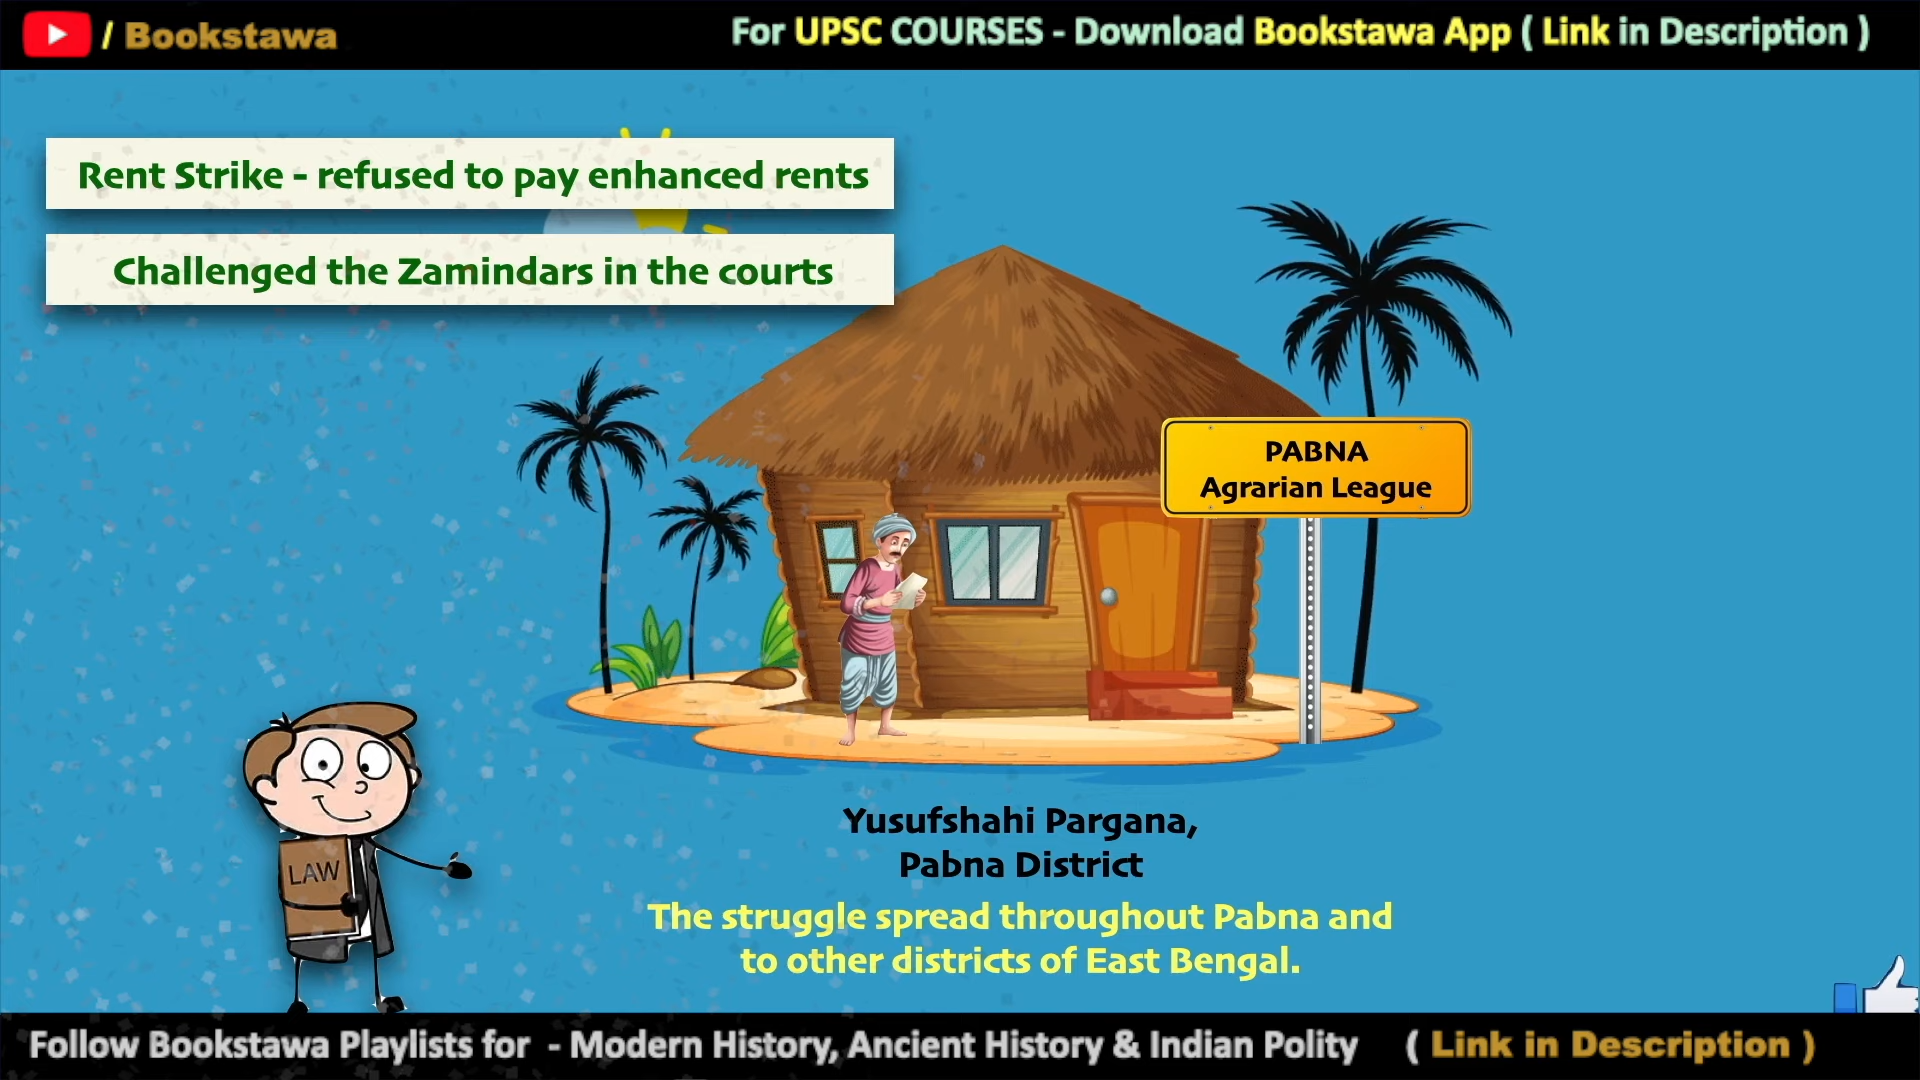 / Bookstawa
For UPSC COURSES - Download Bookstawa App ( Link in Description )
Rent Strike - refused to pay enhanced rents
Challenged the Zamindars in the courts
PABNA
Agrarian League
LAW
Yusufshahi Pargana,
Pabna District
The struggle spread throughout Pabna and
to other districts of East Bengal.
Follow Bookstawa Playlists for - Modern History, Ancient History & Indian Polity ( Link in Description )